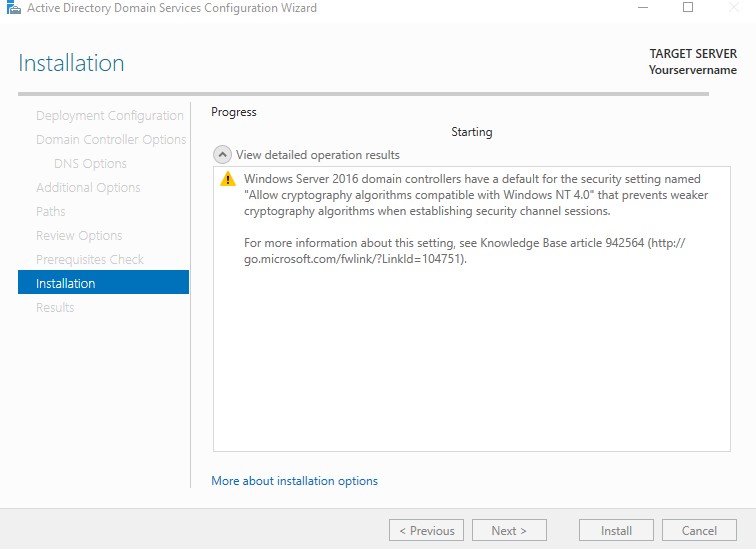 Active Directory Domain Services Configuration Wizard
Installation
TARGET SERVER
Yourservername
Deployment Configuration
Domain Controller Options
DNS Options
Additional Options
Paths
Review Options
Prerequisites Check
Installation
Results
Progress
Starting
View detailed operation results
Windows Server 2016 domain controllers have a default for the security setting named
"Allow cryptography algorithms compatible with Windows NT 4.0" that prevents weaker
cryptography algorithms when establishing security channel sessions.
For more information about this setting, see Knowledge Base article 942564 (http://
go.microsoft.com/fwlink/?LinkId=104751).
More about installation options
< Previous
Next >
Install
Cancel